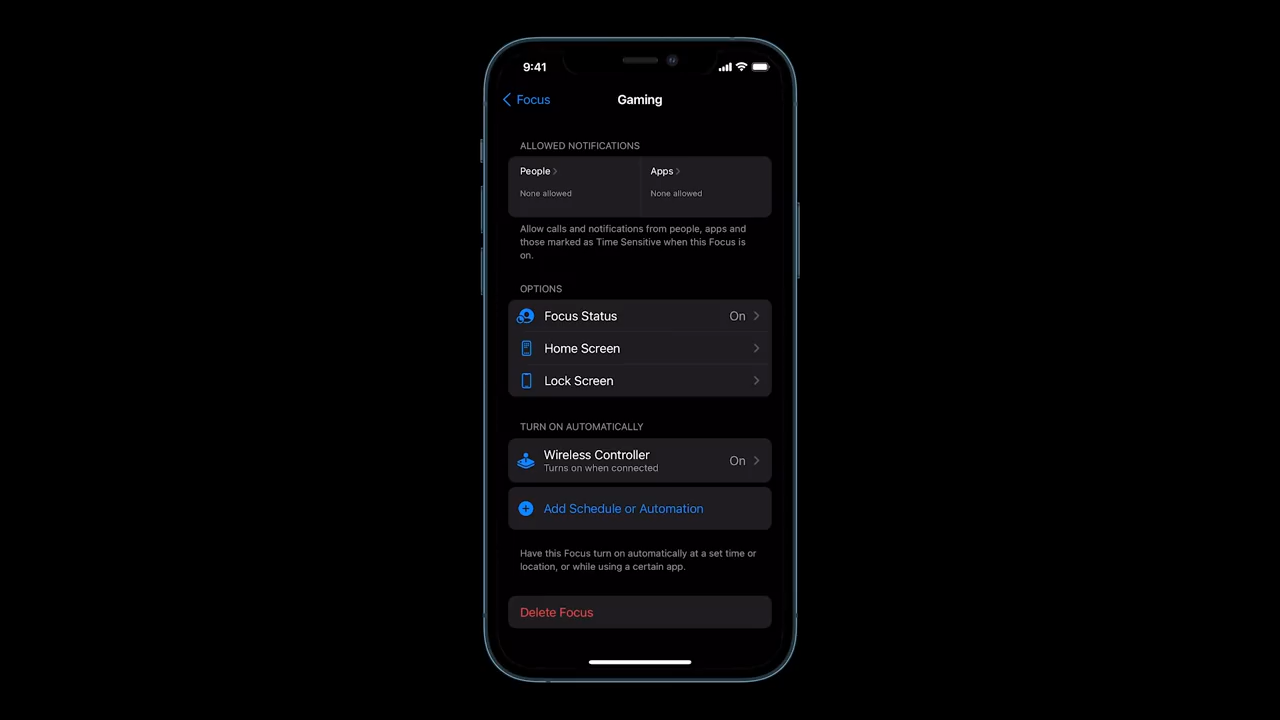 9:41
Focus
Gaming
ALLOWED NOTIFICATIONS
People
Apps
None allowed
None allowed
Allow calls and notifications from people, apps and
those marked as Time Sensitive when this Focus is
on.
OPTIONS
Focus Status
On
Home Screen
Lock Screen
TURN ON AUTOMATICALLY
Wireless Controller
Turns on when connected
On
Add Schedule or Automation
Have this Focus turn on automatically at a set time or
location, or while using a certain app.
Delete Focus